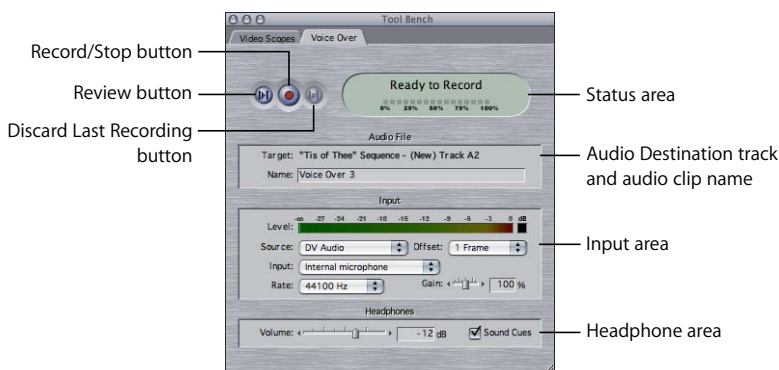 Tool Bench
Video Scopes
Voice Over
Record/Stop button
Review button
Discard Last Recording
button
Ready to Record
0% 25% 50% 75% 100%
Status area
Audio File
Target: "Tis of Thee" Sequence - (New) Track A2
Name: Voice Over 3
Audio Destination track
and audio clip name
Input
-∞ -27 -24 -21 -18 -15 -12 -9 -6 -3 0 dB
Level:
Source: DV Audio Offset: 1 Frame
Input: Internal microphone
Rate: 44100 Hz Gain: 100 %
Input area
Headphones
Volume: -12 dB Sound Cues
Headphone area